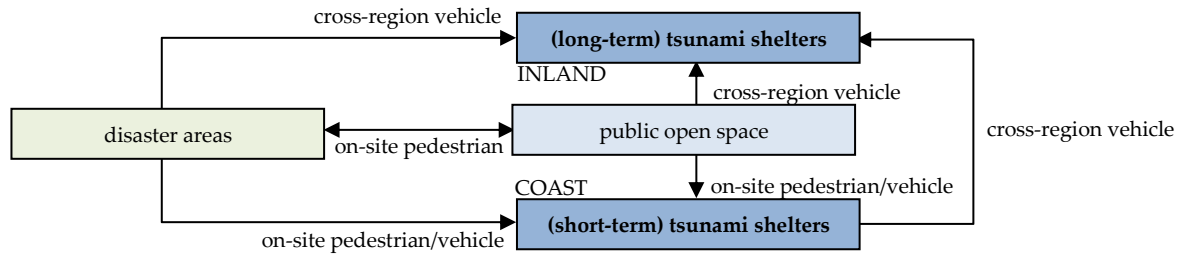 cross-region vehicle
(long-term) tsunami shelters
INLAND
cross-region vehicle
disaster areas
public open space
cross-region vehicle
on-site pedestrian
COAST
on-site pedestrian/vehicle
(short-term) tsunami shelters
on-site pedestrian/vehicle